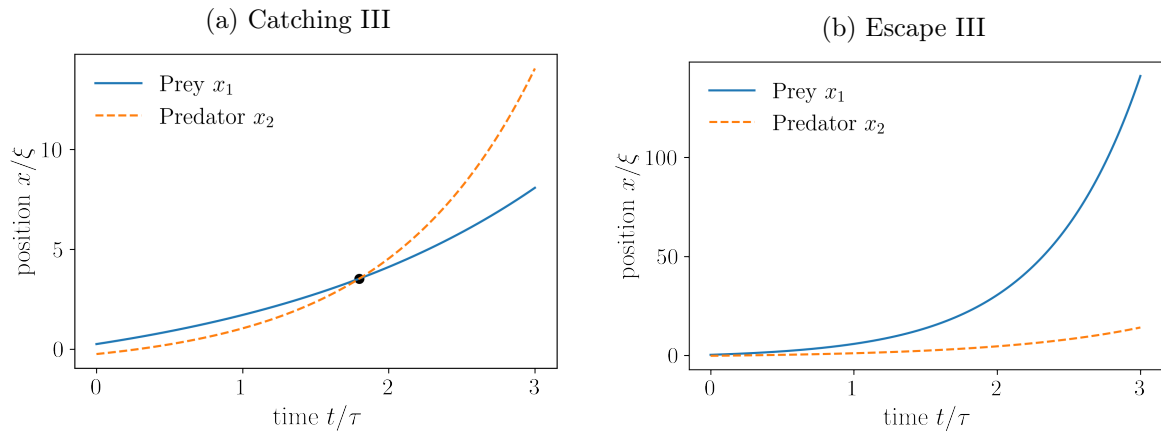 (a) Catching III
Prey x₁
Predator x₂
position x/ξ
10
5
0
0 1 2 3
time t/τ
(b) Escape III
Prey x₁
Predator x₂
position x/ξ
100
50
0
0 1 2 3
time t/τ